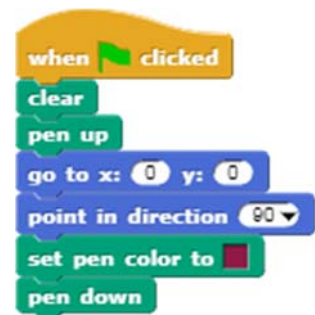 when clicked
clear
pen up
go to x: 0 y: 0
point in direction 90
set pen color to
pen down